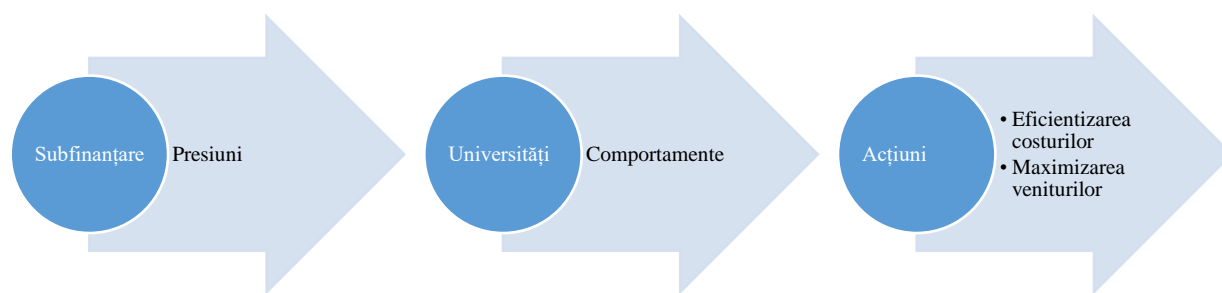 Subfinanțare
Presiuni
Universități
Comportamente
Acțiuni
• Eficientizarea
costurilor
• Maximizarea
veniturilor